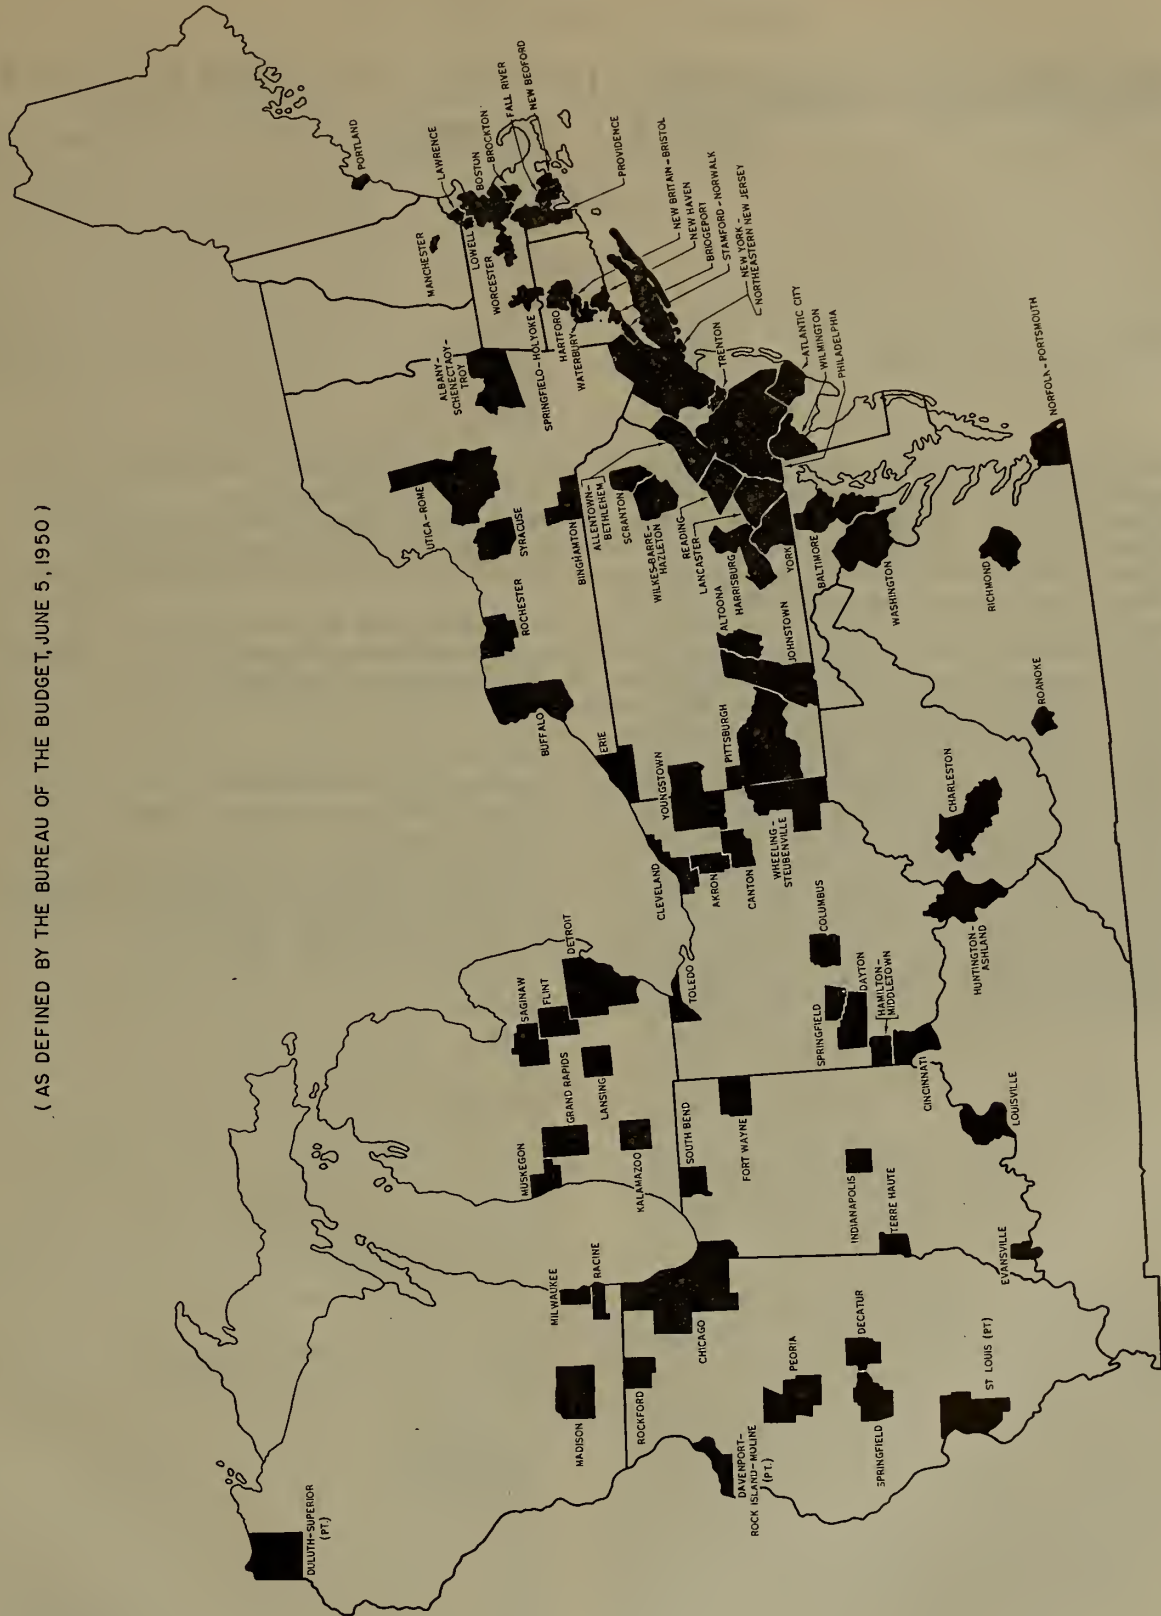 ( AS DEFINED BY THE BUREAU OF THE BUDGET, JUNE 5, 1950 )
DULUTH-SUPERIOR
(PT.)
MADISON
MILWAUKEE
RACINE
ROCKFORD
CHICAGO
DAVENPORT-
ROCK ISLAND-MOLINE
(PT.)
PEORIA
SPRINGFIELD
DECATUR
ST LOUIS (PT)
MUSKEGON
GRAND RAPIDS
KALAMAZOO
LANSING
SAGINAW
FLINT
DETROIT
SOUTH BEND
FORT WAYNE
INDIANAPOLIS
TERRE HAUTE
EVANSVILLE
LOUISVILLE
TOLEDO
CLEVELAND
AKRON
CANTON
YOUNGSTOWN
WHEELING-
STEUBENVILLE
COLUMBUS
SPRINGFIELD
DAYTON
HAMILTON-
MIDDLETOWN
CINCINNATI
HUNTINGTON-
ASHLAND
CHARLESTON
ROANOKE
RICHMOND
NORFOLK-PORTSMOUTH
WASHINGTON
BALTIMORE
ERIE
PITTSBURGH
JOHNSTOWN
ALTOONA
HARRISBURG
YORK
LANCASTER
READING
WILKES-BARRE-
HAZLETON
SCRANTON
ALLENTOWN-
BETHLEHEM
BUFFALO
ROCHESTER
SYRACUSE
UTICA-ROME
BINGHAMTON
ALBANY-
SCHENECTADY-
TROY
SPRINGFIELD-HOLYOKE
HARTFORD
WATERBURY
WORCESTER
LOWELL
MANCHESTER
PORTLAND
LAWRENCE
BOSTON
BROCKTON
FALL RIVER
NEW BEDFORD
PROVIDENCE
NEW BRITAIN-BRISTOL
NEW HAVEN
BRIDGEPORT
STAMFORD-NORWALK
NEW YORK-
NORTHEASTERN NEW JERSEY
TRENTON
ATLANTIC CITY
WILMINGTON
PHILADELPHIA